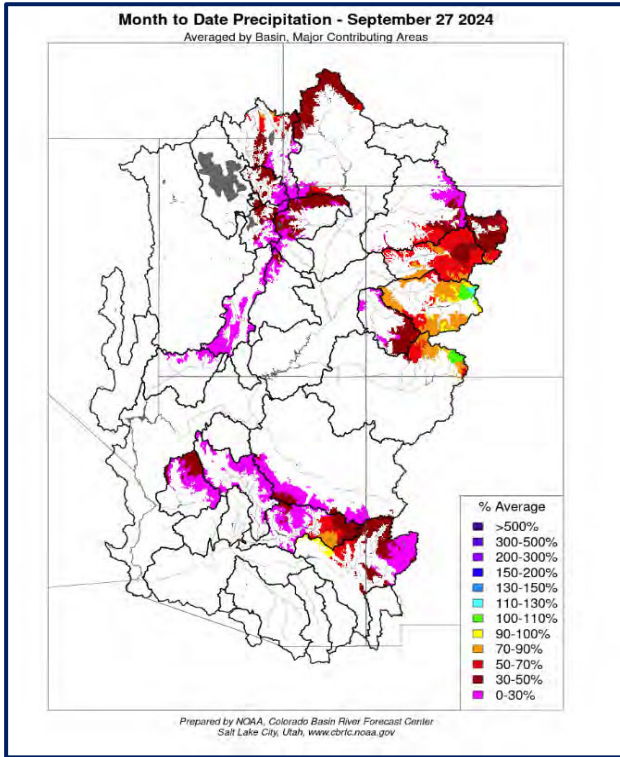 Month to Date Precipitation - September 27 2024
Averaged by Basin, Major Contributing Areas
% Average
>500%
300-500%
200-300%
150-200%
130-150%
110-130%
100-110%
90-100%
70-90%
50-70%
30-50%
0-30%
Prepared by NOAA, Colorado Basin River Forecast Center
Salt Lake City, Utah, www.cbrfc.noaa.gov